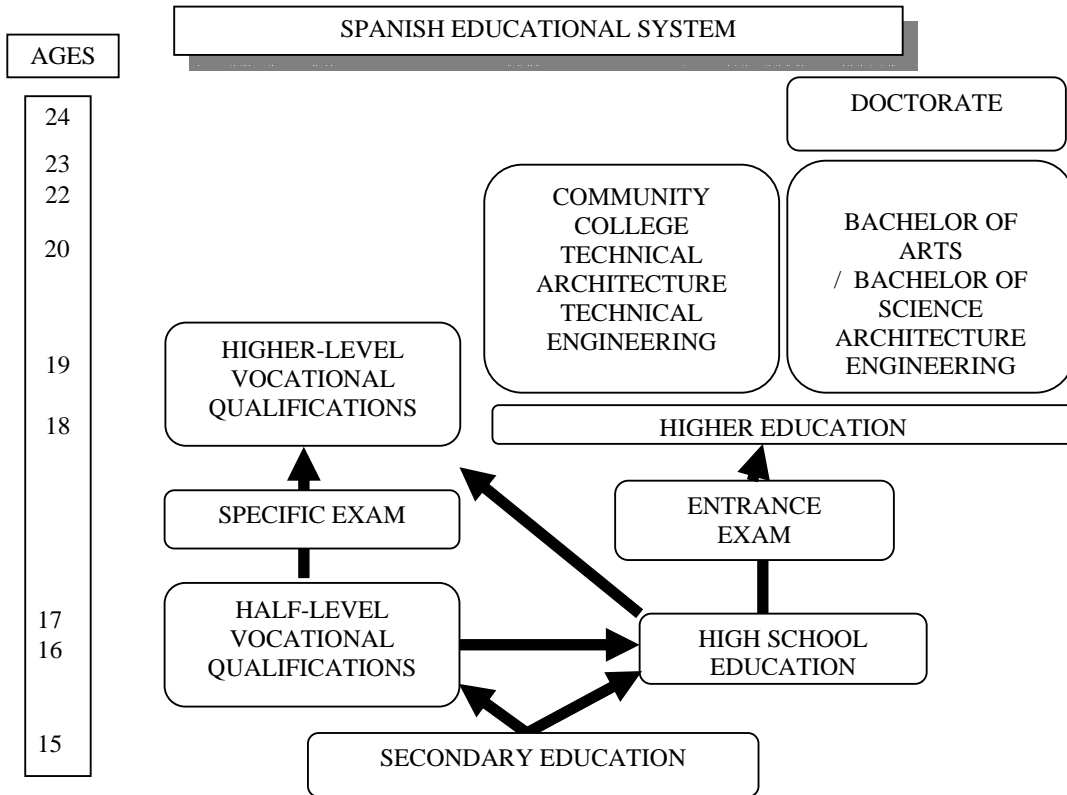 SPANISH EDUCATIONAL SYSTEM
AGES
24
23
22
20
19
18
17
16
15
DOCTORATE
COMMUNITY
COLLEGE
TECHNICAL
ARCHITECTURE
TECHNICAL
ENGINEERING
BACHELOR OF
ARTS
/ BACHELOR OF
SCIENCE
ARCHITECTURE
ENGINEERING
HIGHER-LEVEL
VOCATIONAL
QUALIFICATIONS
HIGHER EDUCATION
SPECIFIC EXAM
ENTRANCE
EXAM
HALF-LEVEL
VOCATIONAL
QUALIFICATIONS
HIGH SCHOOL
EDUCATION
SECONDARY EDUCATION